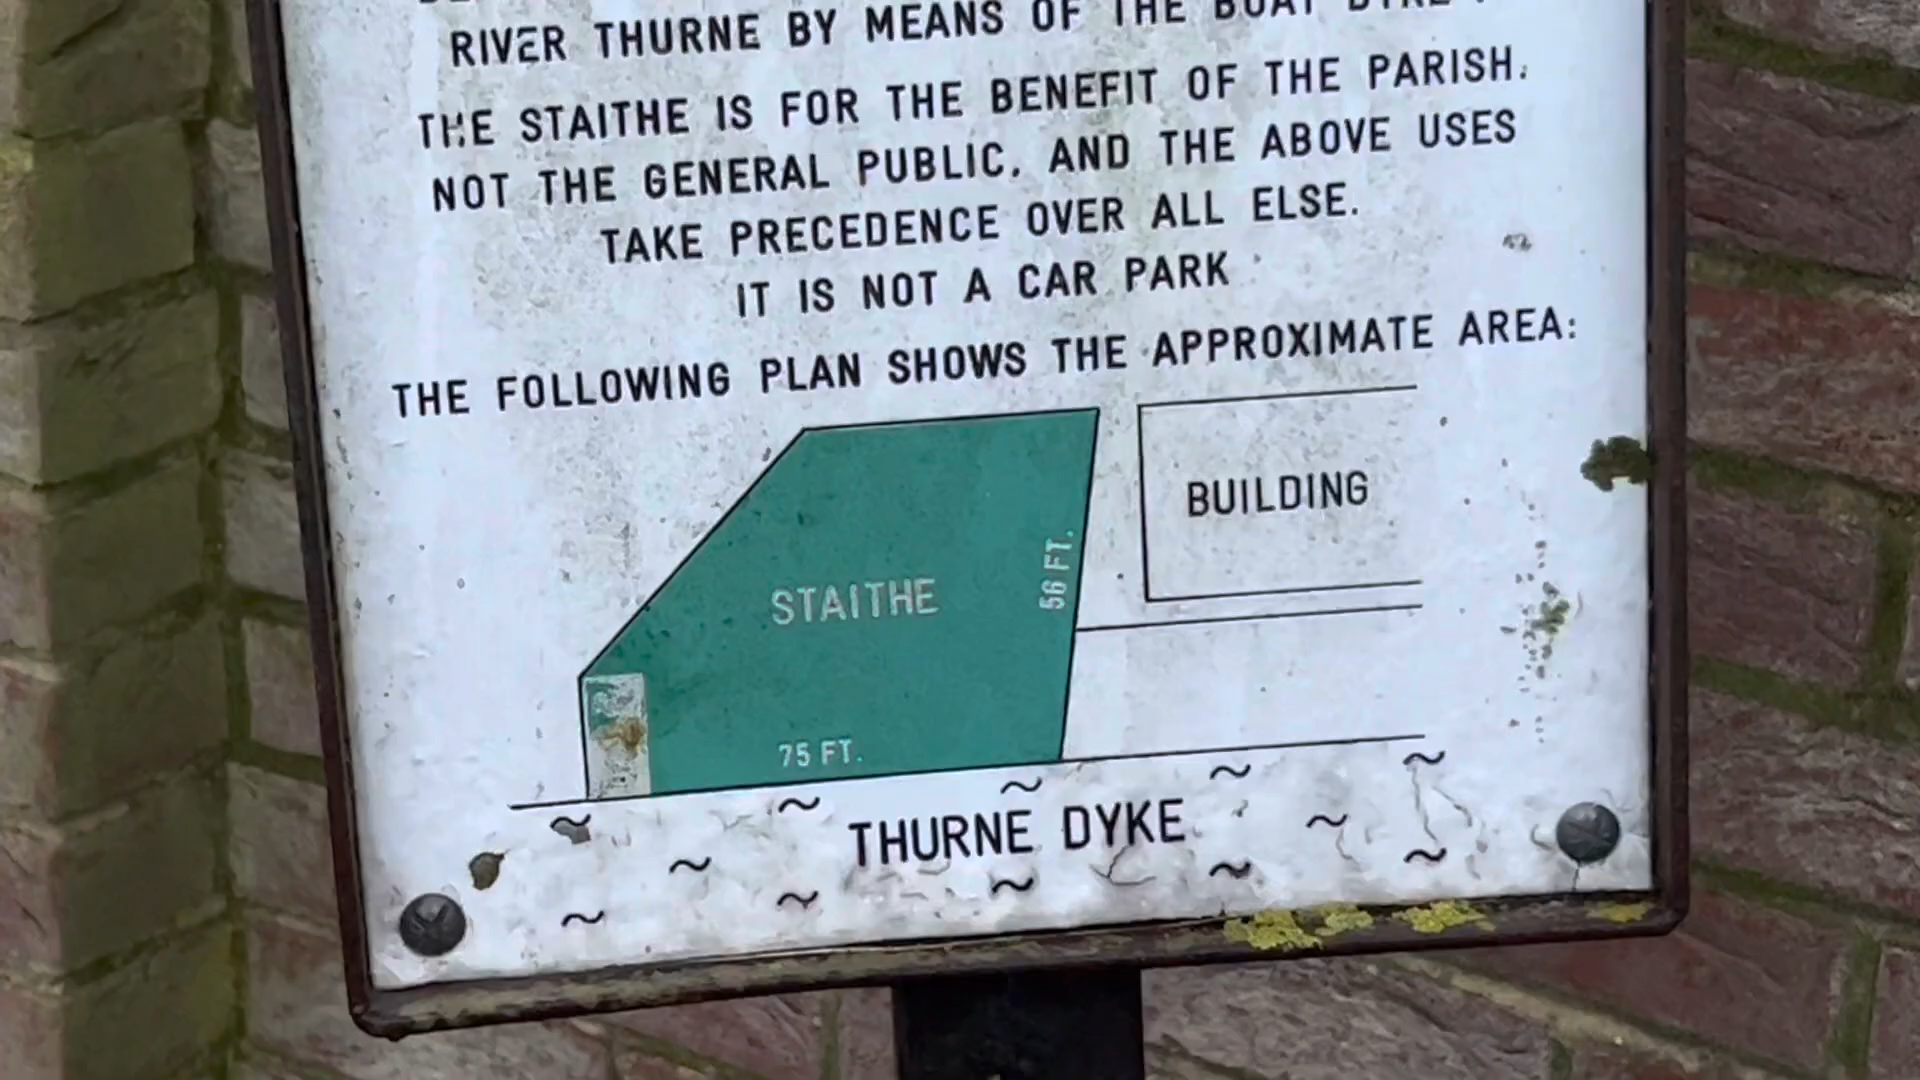 RIVER THURNE BY MEANS OF THE BOAT DYKE.
THE STAITHE IS FOR THE BENEFIT OF THE PARISH.
NOT THE GENERAL PUBLIC. AND THE ABOVE USES
TAKE PRECEDENCE OVER ALL ELSE.
IT IS NOT A CAR PARK
THE FOLLOWING PLAN SHOWS THE APPROXIMATE AREA:
BUILDING
STAITHE
56 FT.
75 FT.
THURNE DYKE